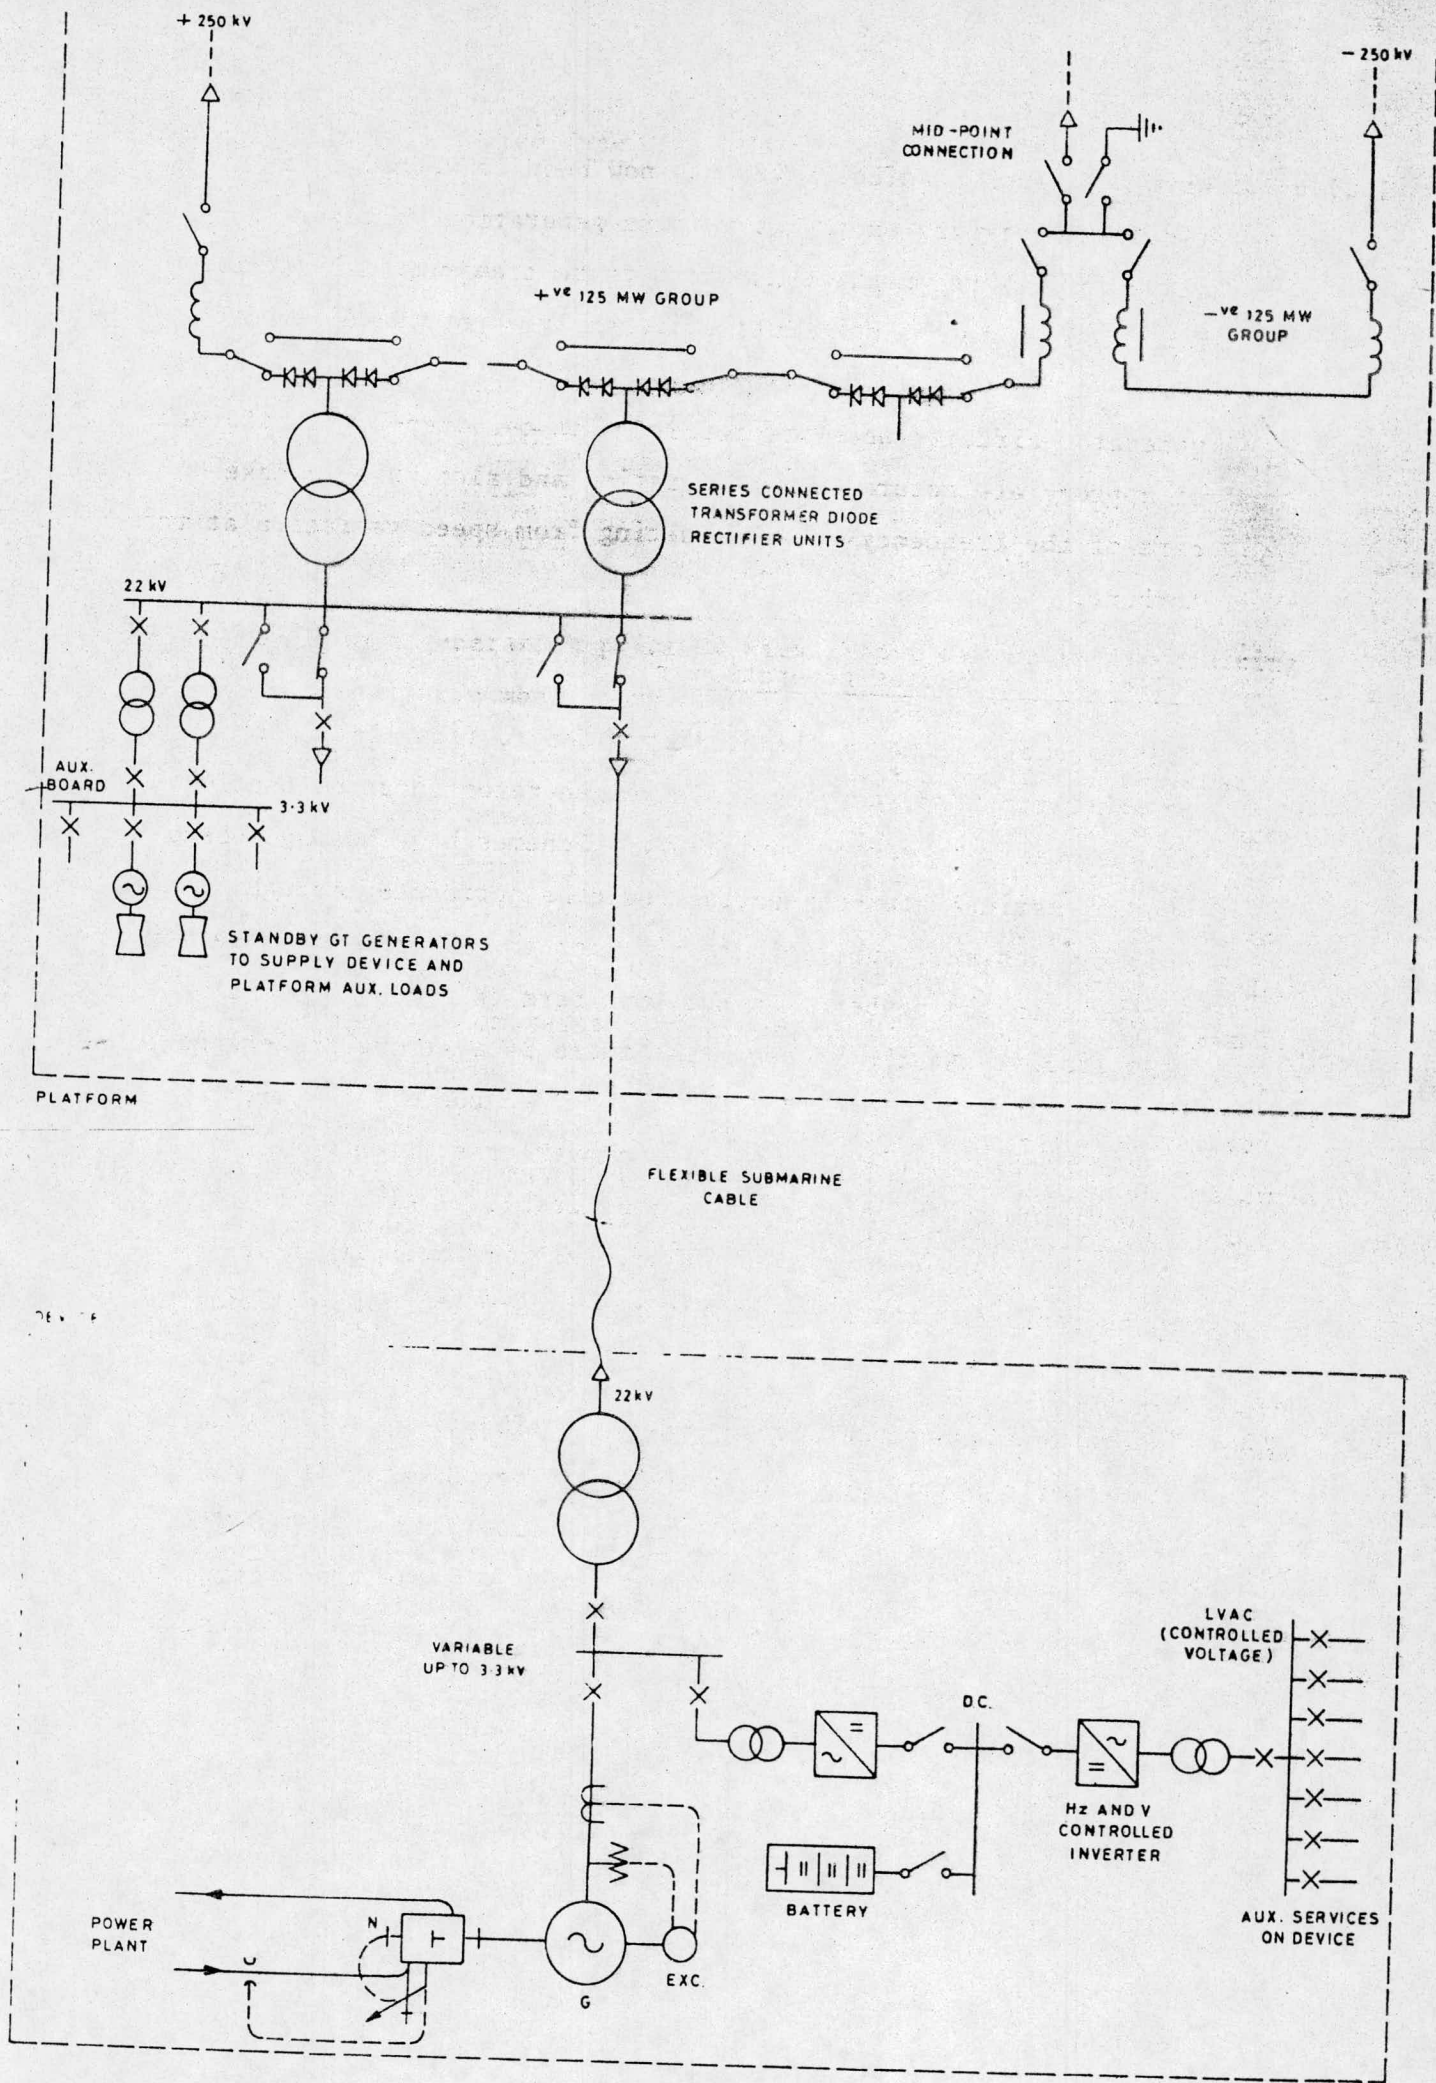 + 250 kV
- 250 kV
MID-POINT
CONNECTION
+ve 125 MW GROUP
-ve 125 MW
GROUP
SERIES CONNECTED
TRANSFORMER DIODE
RECTIFIER UNITS
22 kV
AUX.
BOARD
3·3 kV
STANDBY GT GENERATORS
TO SUPPLY DEVICE AND
PLATFORM AUX. LOADS
PLATFORM
FLEXIBLE SUBMARINE
CABLE
22 kV
VARIABLE
UP TO 3·3 kV
LVAC
(CONTROLLED
VOLTAGE)
D.C.
Hz AND V
CONTROLLED
INVERTER
BATTERY
AUX. SERVICES
ON DEVICE
POWER
PLANT
N
T
EXC.
G